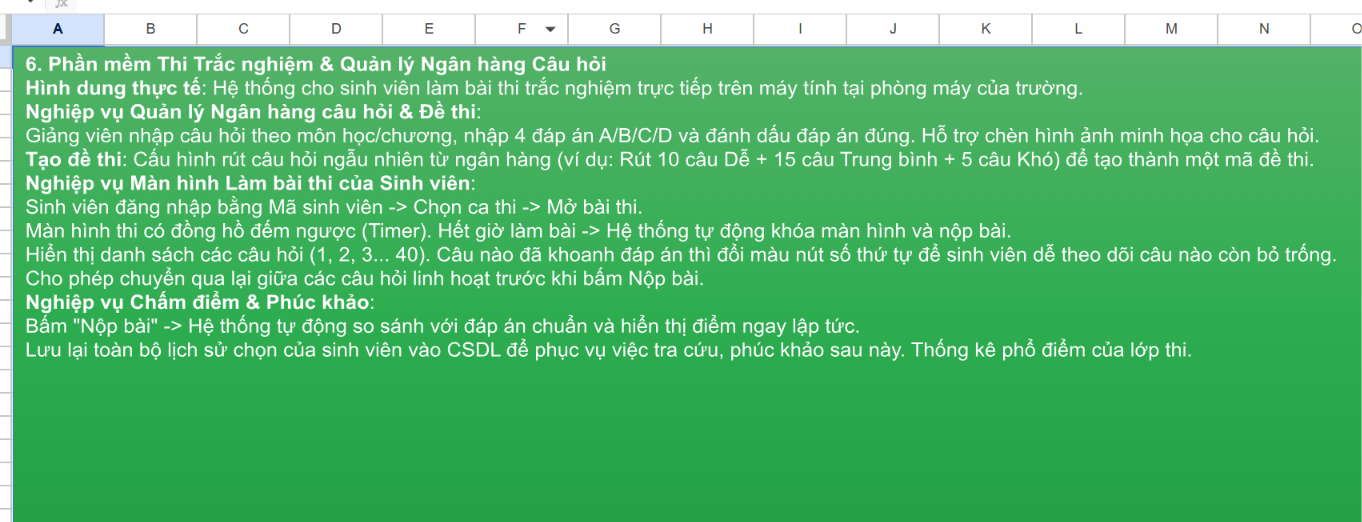 fx
A B C D E F G H I J K L M N O
6. Phần mềm Thi Trắc nghiệm & Quản lý Ngân hàng Câu hỏi
Hình dung thực tế: Hệ thống cho sinh viên làm bài thi trắc nghiệm trực tiếp trên máy tính tại phòng máy của trường.
Nghiệp vụ Quản lý Ngân hàng câu hỏi & Đề thi:
Giảng viên nhập câu hỏi theo môn học/chương, nhập 4 đáp án A/B/C/D và đánh dấu đáp án đúng. Hỗ trợ chèn hình ảnh minh họa cho câu hỏi.
Tạo đề thi: Cấu hình rút câu hỏi ngẫu nhiên từ ngân hàng (ví dụ: Rút 10 câu Dễ + 15 câu Trung bình + 5 câu Khó) để tạo thành một mã đề thi.
Nghiệp vụ Màn hình Làm bài thi của Sinh viên:
Sinh viên đăng nhập bằng Mã sinh viên -> Chọn ca thi -> Mở bài thi.
Màn hình thi có đồng hồ đếm ngược (Timer). Hết giờ làm bài -> Hệ thống tự động khóa màn hình và nộp bài.
Hiển thị danh sách các câu hỏi (1, 2, 3... 40). Câu nào đã khoanh đáp án thì đổi màu nút số thứ tự để sinh viên dễ theo dõi câu nào còn bỏ trống.
Cho phép chuyển qua lại giữa các câu hỏi linh hoạt trước khi bấm Nộp bài.
Nghiệp vụ Chấm điểm & Phúc khảo:
Bấm "Nộp bài" -> Hệ thống tự động so sánh với đáp án chuẩn và hiển thị điểm ngay lập tức.
Lưu lại toàn bộ lịch sử chọn của sinh viên vào CSDL để phục vụ việc tra cứu, phúc khảo sau này. Thống kê phổ điểm của lớp thi.